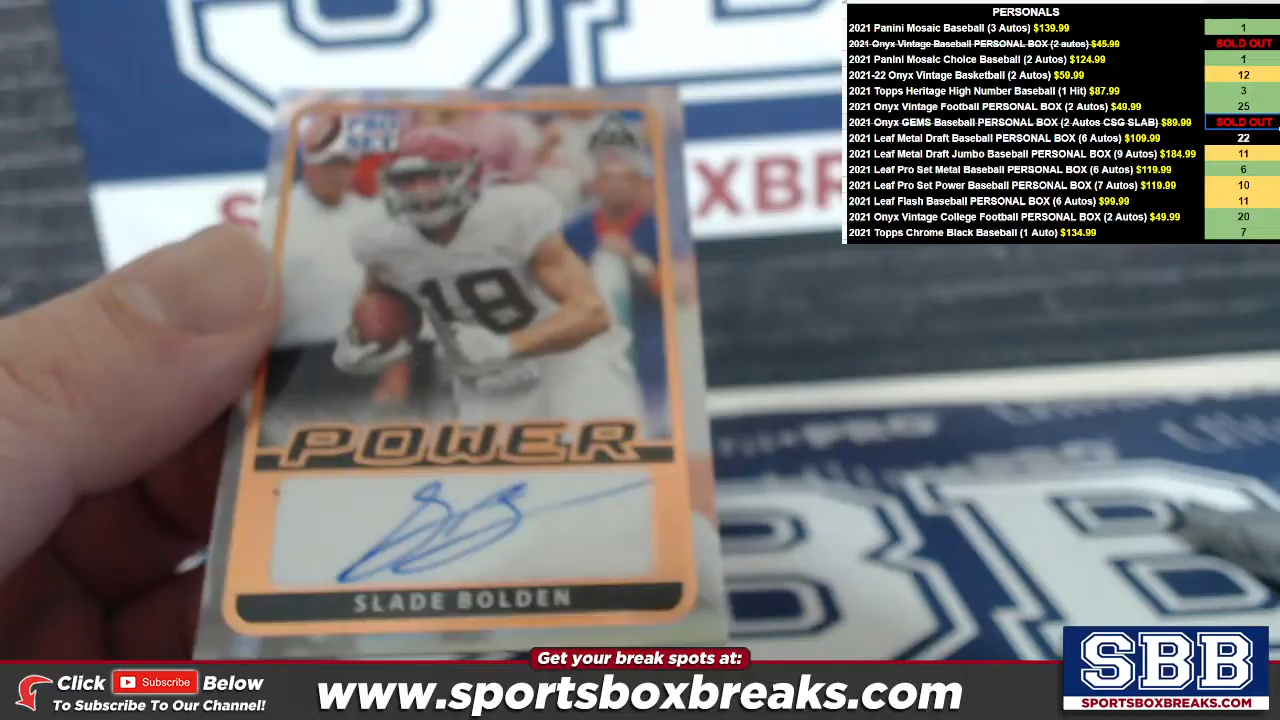 PERSONALS
2021 Panini Mosaic Baseball (3 Autos) $139.99 1
2021 Onyx Vintage Baseball PERSONAL BOX (2 autos) $45.99 SOLD OUT
2021 Panini Mosaic Choice Baseball (2 Autos) $124.99 1
2021-22 Onyx Vintage Basketball (2 Autos) $59.99 12
2021 Topps Heritage High Number Baseball (1 Hit) $87.99 3
2021 Onyx Vintage Football PERSONAL BOX (2 Autos) $49.99 25
2021 Onyx GEMS Baseball PERSONAL BOX (2 Autos CSG SLAB) $89.99 SOLD OUT
2021 Leaf Metal Draft Baseball PERSONAL BOX (6 Autos) $109.99 22
2021 Leaf Metal Draft Jumbo Baseball PERSONAL BOX (9 Autos) $184.99 11
2021 Leaf Pro Set Metal Baseball PERSONAL BOX (6 Autos) $119.99 6
2021 Leaf Pro Set Power Baseball PERSONAL BOX (7 Autos) $119.99 10
2021 Leaf Flash Baseball PERSONAL BOX (6 Autos) $99.99 11
2021 Onyx Vintage College Football PERSONAL BOX (2 Autos) $49.99 20
2021 Topps Chrome Black Baseball (1 Auto) $134.99 7
PRO SET
18
POWER
SLADE BOLDEN
Get your break spots at:
Click Subscribe Below
To Subscribe To Our Channel!
www.sportsboxbreaks.com
SBB
SPORTSBOXBREAKS.COM